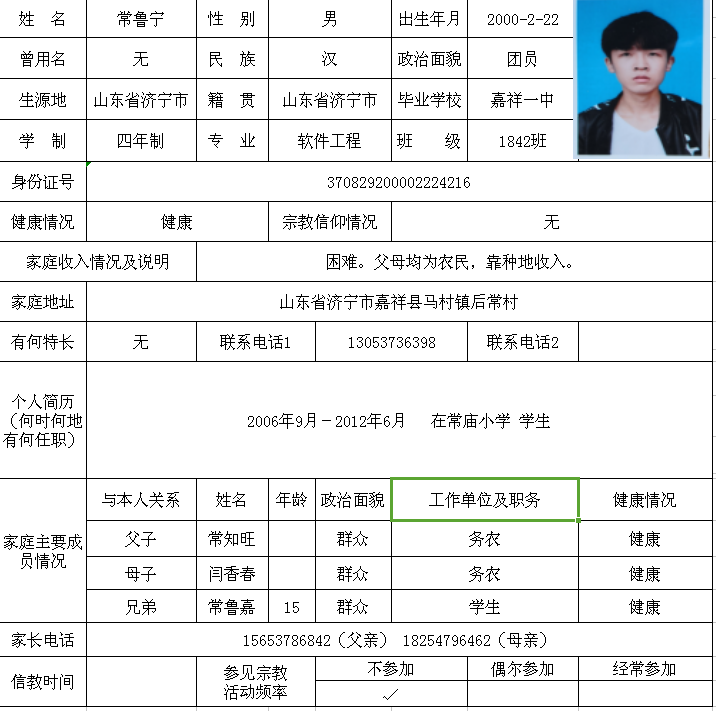 姓 名 常鲁宁 性 别 男 出生年月 2000-2-22
曾用名 无 民 族 汉 政治面貌 团员
生源地 山东省济宁市 籍 贯 山东省济宁市 毕业学校 嘉祥一中
学 制 四年制 专 业 软件工程 班 级 1842班
身份证号 370829200002224216
健康情况 健康 宗教信仰情况 无
家庭收入情况及说明 困难。父母均为农民，靠种地收入。
家庭地址 山东省济宁市嘉祥县马村镇后常村
有何特长 无 联系电话1 13053736398 联系电话2
个人简历
（何时何地
有何任职）
2006年9月－2012年6月 在常庙小学 学生
家庭主要成
员情况
与本人关系 姓名 年龄 政治面貌 工作单位及职务 健康情况
父子 常知旺 群众 务农 健康
母子 闫香春 群众 务农 健康
兄弟 常鲁嘉 15 群众 学生 健康
家长电话 15653786842（父亲） 18254796462（母亲）
信教时间
参见宗教
活动频率
不参加 偶尔参加 经常参加
✓